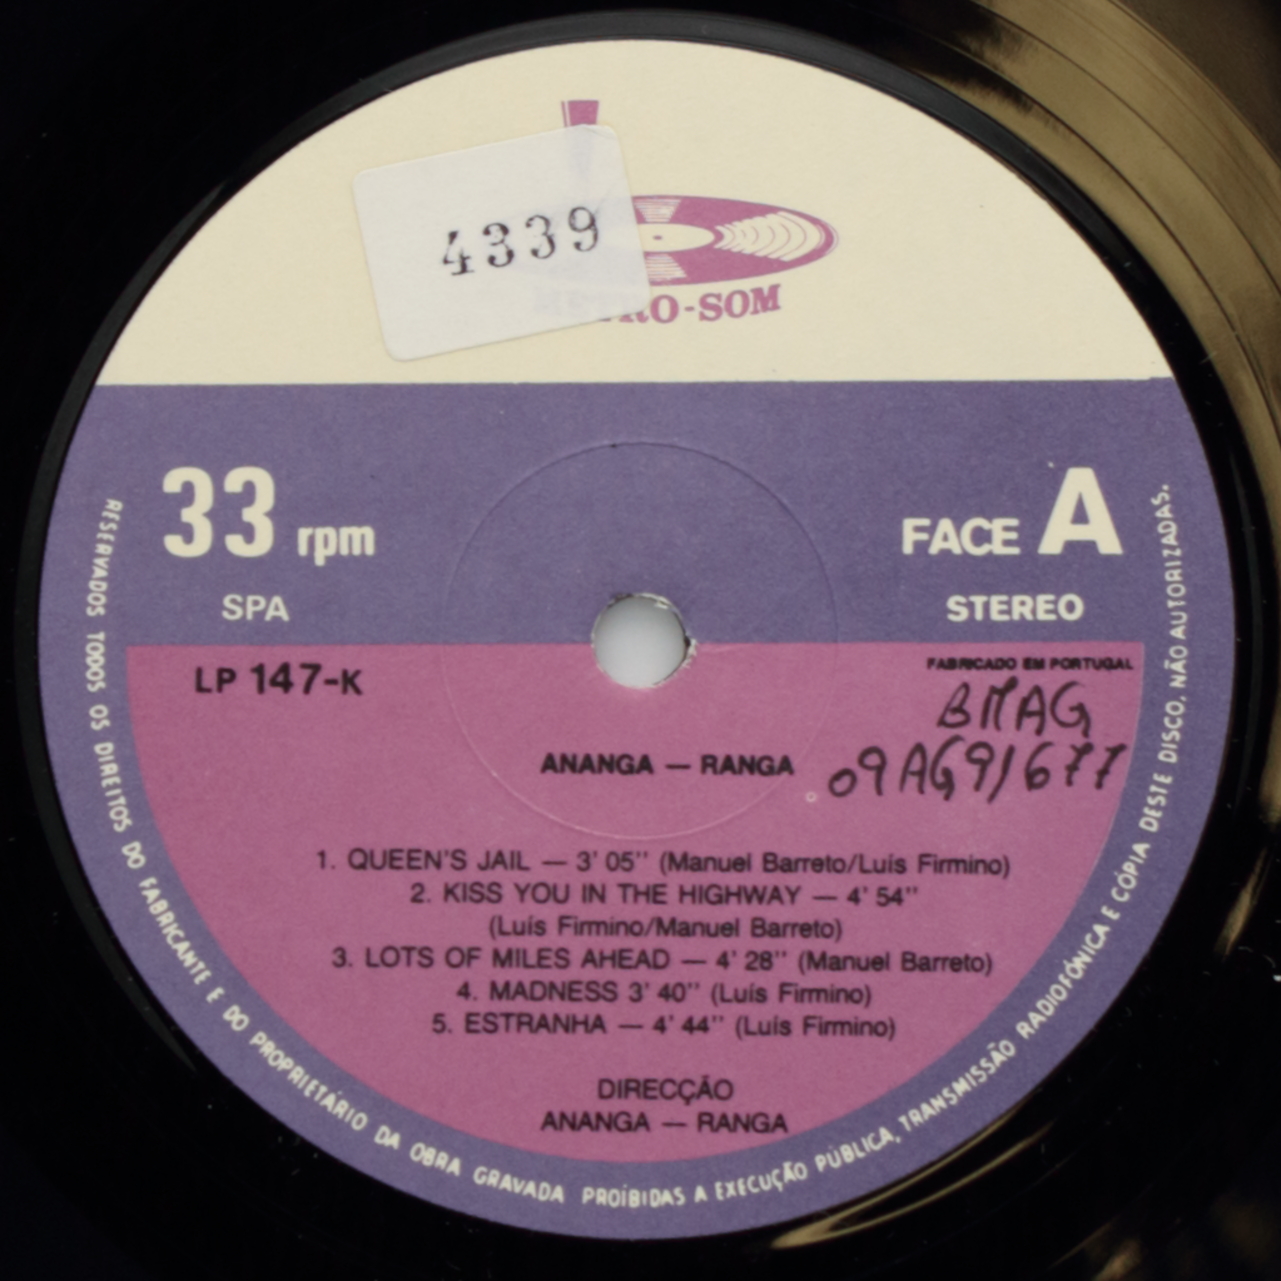 4339
-SOM
33 rpm
FACE A
SPA
STEREO
LP 147-K
FABRICADO EM PORTUGAL
BMAG
09AG91677
ANANGA — RANGA
1. QUEEN'S JAIL — 3' 05'' (Manuel Barreto/Luís Firmino)
2. KISS YOU IN THE HIGHWAY — 4' 54''
(Luís Firmino/Manuel Barreto)
3. LOTS OF MILES AHEAD — 4' 28'' (Manuel Barreto)
4. MADNESS 3' 40'' (Luís Firmino)
5. ESTRANHA — 4' 44'' (Luís Firmino)
DIRECÇÃO
ANANGA — RANGA
RESERVADOS TODOS OS DIREITOS DO FABRICANTE E DO PROPRIETÁRIO DA OBRA GRAVADA PROÍBIDAS A EXECUÇÃO PÚBLICA, TRANSMISSÃO RADIOFÓNICA E CÓPIA DESTE DISCO, NÃO AUTORIZADAS.